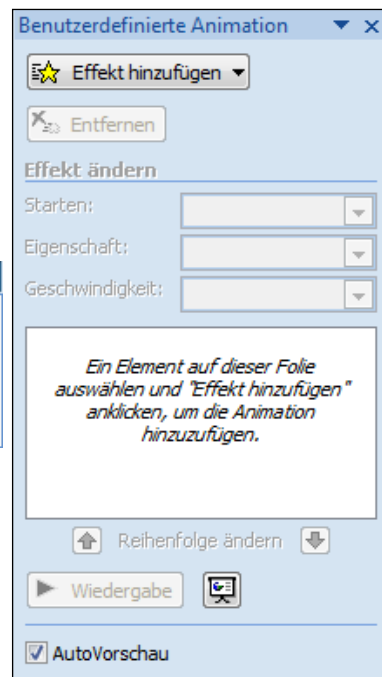 Benutzerdefinierte Animation
Effekt hinzufügen
Entfernen
Effekt ändern
Starten:
Eigenschaft:
Geschwindigkeit:
Ein Element auf dieser Folie
auswählen und "Effekt hinzufügen"
anklicken, um die Animation
hinzuzufügen.
Reihenfolge ändern
Wiedergabe
AutoVorschau